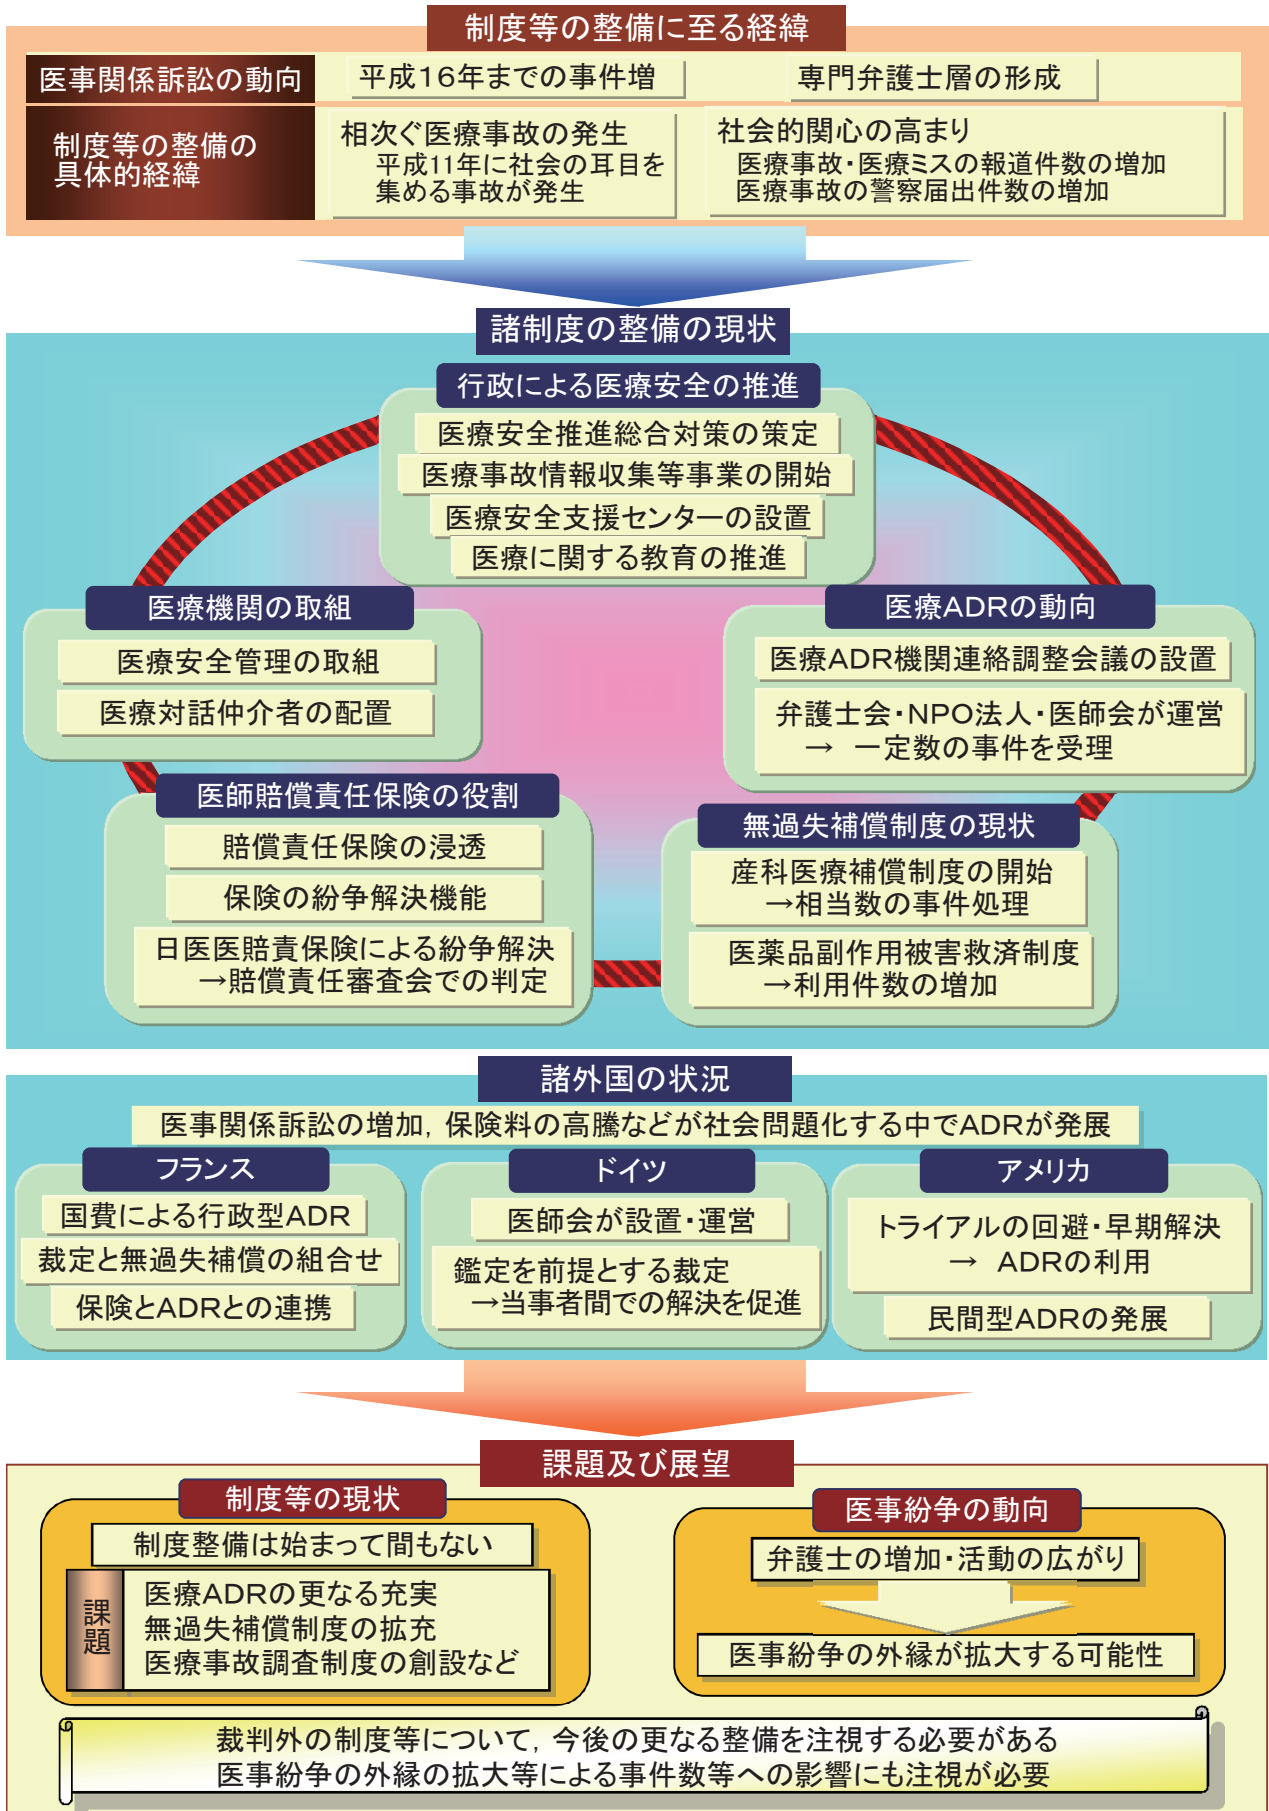 制度等の整備に至る経緯
医事関係訴訟の動向
平成16年までの事件増
専門弁護士層の形成
制度等の整備の
具体的経緯
相次ぐ医療事故の発生
平成11年に社会の耳目を
集める事故が発生
社会的関心の高まり
医療事故・医療ミスの報道件数の増加
医療事故の警察届出件数の増加
諸制度の整備の現状
行政による医療安全の推進
医療安全推進総合対策の策定
医療事故情報収集等事業の開始
医療安全支援センターの設置
医療に関する教育の推進
医療機関の取組
医療安全管理の取組
医療対話仲介者の配置
医療ADRの動向
医療ADR機関連絡調整会議の設置
弁護士会・NPO法人・医師会が運営
→ 一定数の事件を受理
医師賠償責任保険の役割
賠償責任保険の浸透
保険の紛争解決機能
日医医賠責保険による紛争解決
→賠償責任審査会での判定
無過失補償制度の現状
産科医療補償制度の開始
→相当数の事件処理
医薬品副作用被害救済制度
→利用件数の増加
諸外国の状況
医事関係訴訟の増加，保険料の高騰などが社会問題化する中でADRが発展
フランス
国費による行政型ADR
裁定と無過失補償の組合せ
保険とADRとの連携
ドイツ
医師会が設置・運営
鑑定を前提とする裁定
→当事者間での解決を促進
アメリカ
トライアルの回避・早期解決
→ ADRの利用
民間型ADRの発展
課題及び展望
制度等の現状
制度整備は始まって間もない
課題
医療ADRの更なる充実
無過失補償制度の拡充
医療事故調査制度の創設など
医事紛争の動向
弁護士の増加・活動の広がり
医事紛争の外縁が拡大する可能性
裁判外の制度等について，今後の更なる整備を注視する必要がある
医事紛争の外縁の拡大等による事件数等への影響にも注視が必要